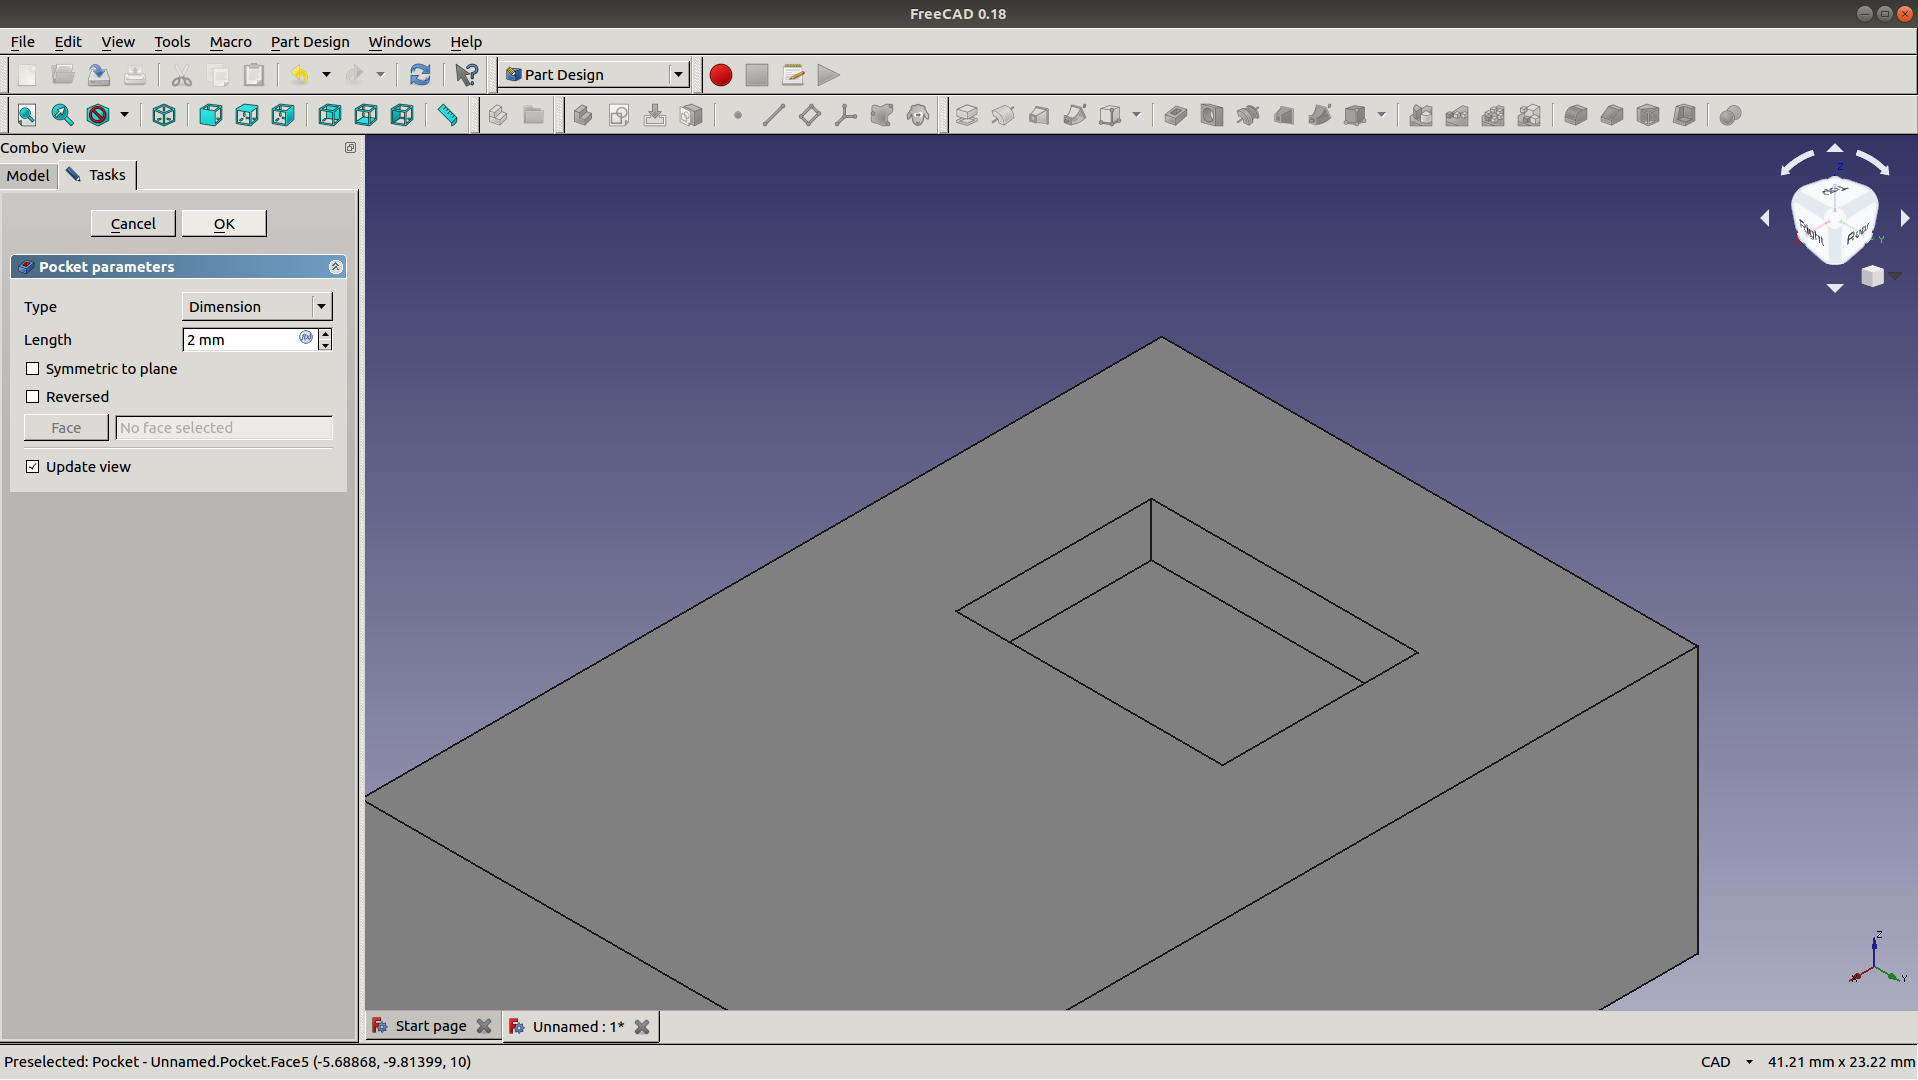 FreeCAD 0.18
File Edit View Tools Macro Part Design Windows Help
Part Design
Combo View
Model Tasks
Cancel OK
Pocket parameters
Type Dimension
Length 2 mm
Symmetric to plane
Reversed
Face No face selected
Update view
Z
Top
Right Rear
Y
Z
X Y
Start page Unnamed : 1*
Preselected: Pocket - Unnamed.Pocket.Face5 (-5.68868, -9.81399, 10) CAD 41.21 mm x 23.22 mm